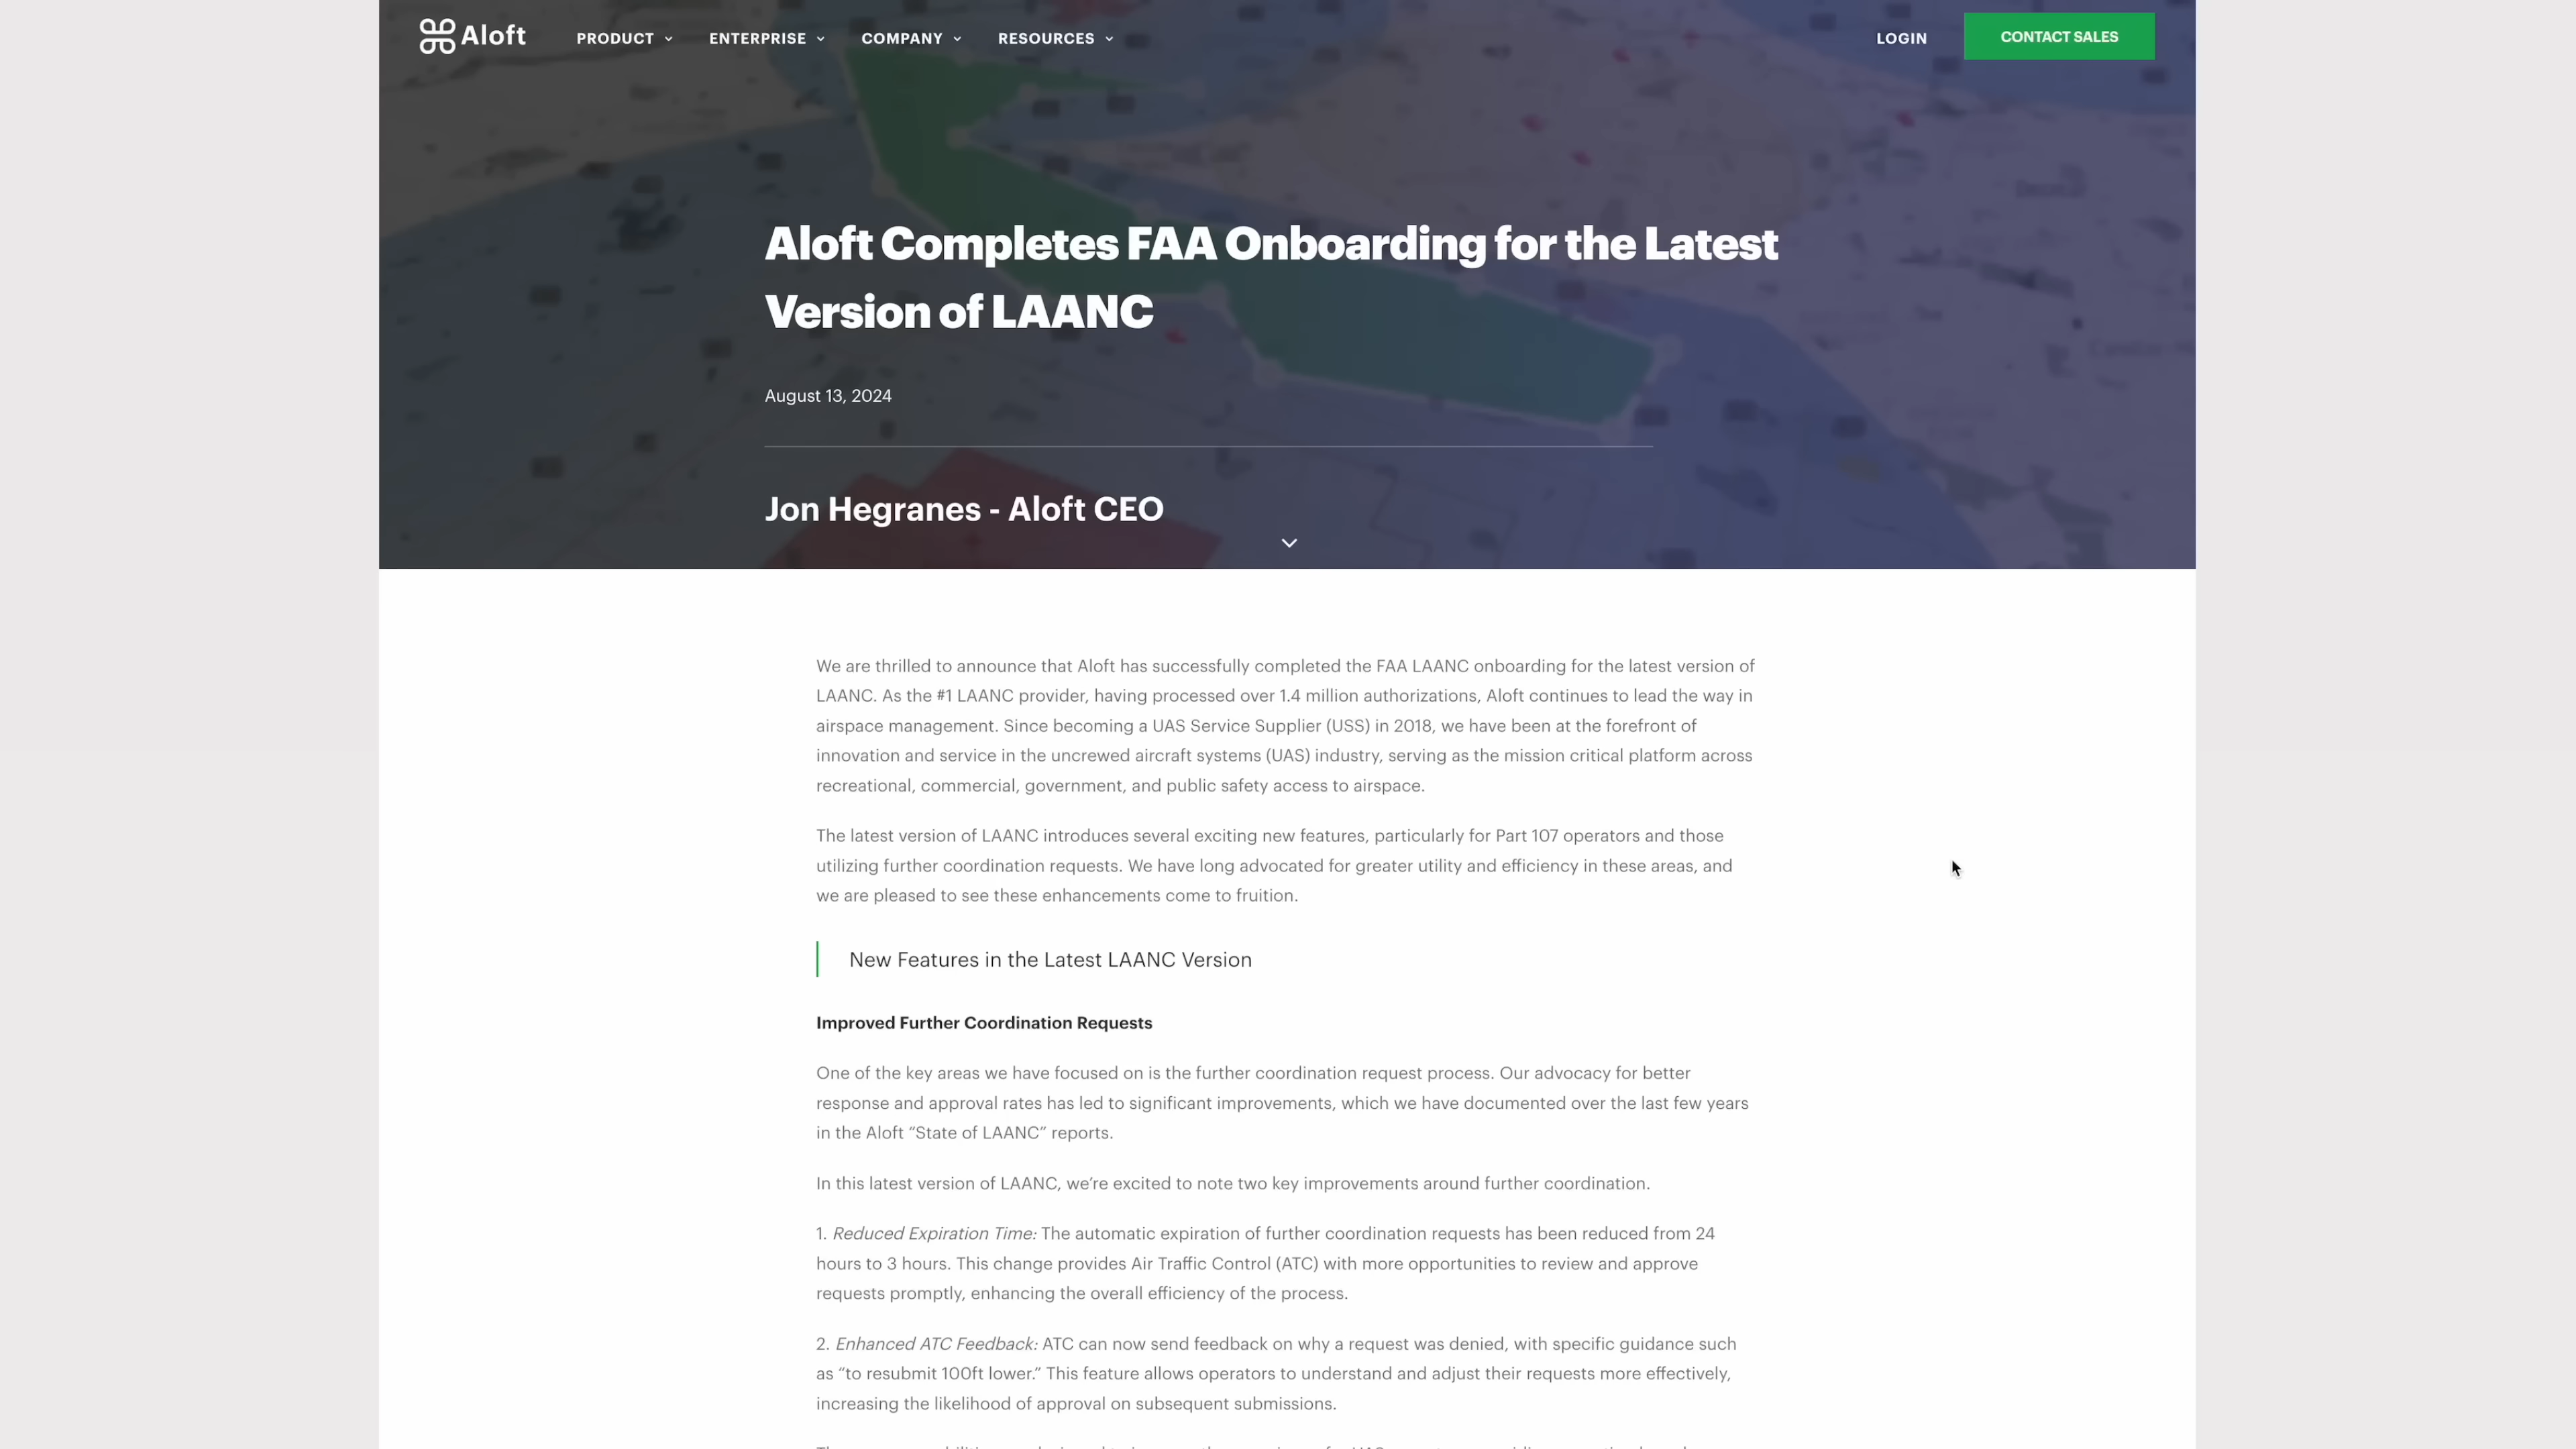 Aloft
PRODUCT
ENTERPRISE
COMPANY
RESOURCES
LOGIN
CONTACT SALES
Aloft Completes FAA Onboarding for the Latest
Version of LAANC
August 13, 2024
Jon Hegranes - Aloft CEO
We are thrilled to announce that Aloft has successfully completed the FAA LAANC onboarding for the latest version of
LAANC. As the #1 LAANC provider, having processed over 1.4 million authorizations, Aloft continues to lead the way in
airspace management. Since becoming a UAS Service Supplier (USS) in 2018, we have been at the forefront of
innovation and service in the uncrewed aircraft systems (UAS) industry, serving as the mission critical platform across
recreational, commercial, government, and public safety access to airspace.
The latest version of LAANC introduces several exciting new features, particularly for Part 107 operators and those
utilizing further coordination requests. We have long advocated for greater utility and efficiency in these areas, and
we are pleased to see these enhancements come to fruition.
New Features in the Latest LAANC Version
Improved Further Coordination Requests
One of the key areas we have focused on is the further coordination request process. Our advocacy for better
response and approval rates has led to significant improvements, which we have documented over the last few years
in the Aloft “State of LAANC” reports.
In this latest version of LAANC, we’re excited to note two key improvements around further coordination.
1. Reduced Expiration Time: The automatic expiration of further coordination requests has been reduced from 24
hours to 3 hours. This change provides Air Traffic Control (ATC) with more opportunities to review and approve
requests promptly, enhancing the overall efficiency of the process.
2. Enhanced ATC Feedback: ATC can now send feedback on why a request was denied, with specific guidance such
as “to resubmit 100ft lower.” This feature allows operators to understand and adjust their requests more effectively,
increasing the likelihood of approval on subsequent submissions.